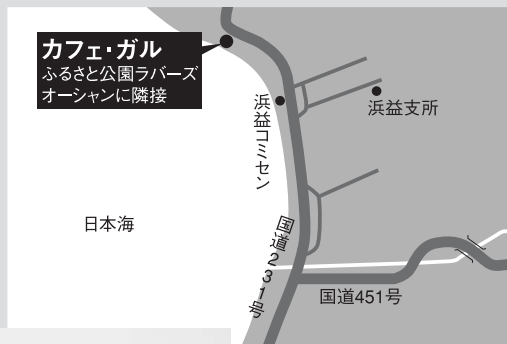 カフェ・ガル
ふるさと公園ラバーズ
オーシャンに隣接
浜益コミセン
浜益支所
日本海
国道231号
国道451号